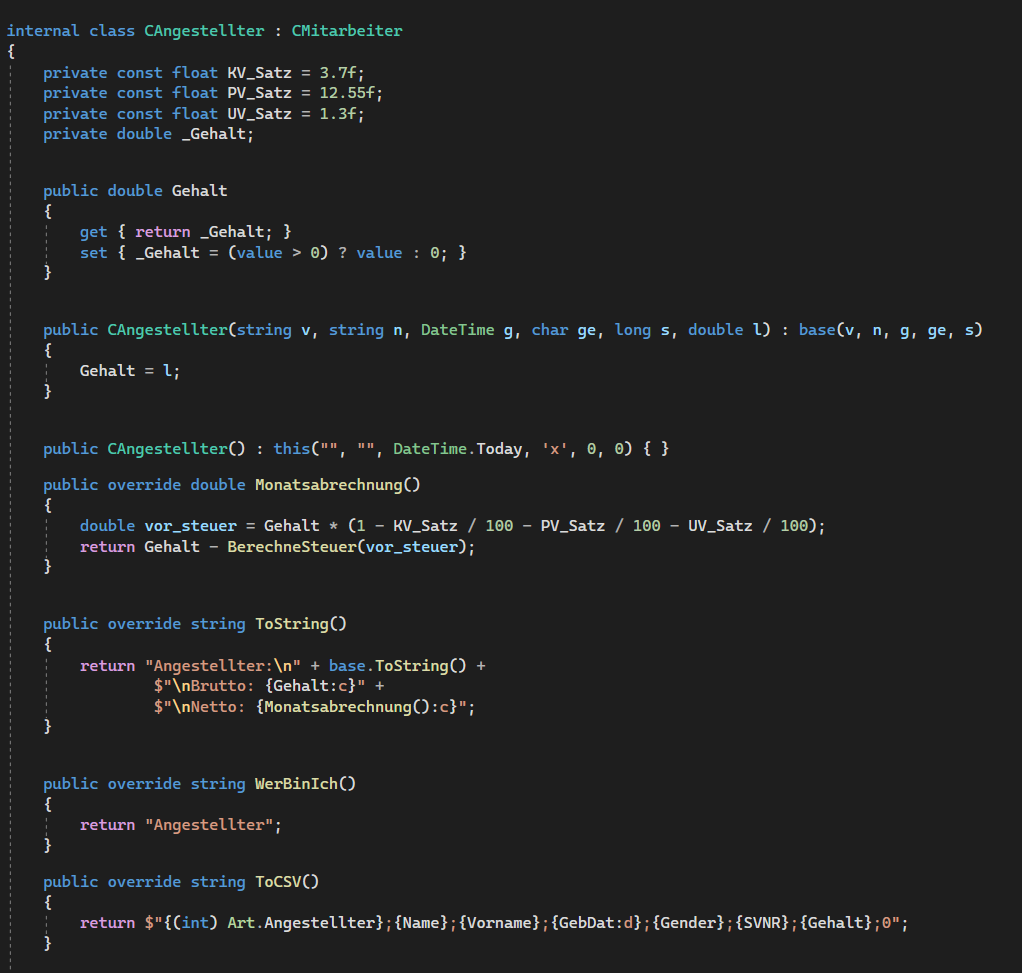 internal class CAngestellter : CMitarbeiter
{
    private const float KV_Satz = 3.7f;
    private const float PV_Satz = 12.55f;
    private const float UV_Satz = 1.3f;
    private double _Gehalt;
    public double Gehalt
    {
        get { return _Gehalt; }
        set { _Gehalt = (value > 0) ? value : 0; }
    }
    public CAngestellter(string v, string n, DateTime g, char ge, long s, double l) : base(v, n, g, ge, s)
    {
        Gehalt = l;
    }
    public CAngestellter() : this("", "", DateTime.Today, 'x', 0, 0) { }
    public override double Monatsabrechnung()
    {
        double vor_steuer = Gehalt * (1 - KV_Satz / 100 - PV_Satz / 100 - UV_Satz / 100);
        return Gehalt - BerechneSteuer(vor_steuer);
    }
    public override string ToString()
    {
        return "Angestellter:\n" + base.ToString() +
                $"\nBrutto: {Gehalt:c}" +
                $"\nNetto: {Monatsabrechnung():c}";
    }
    public override string WerBinIch()
    {
        return "Angestellter";
    }
    public override string ToCSV()
    {
        return $"{(int) Art.Angestellter};{Name};{Vorname};{GebDat:d};{Gender};{SVNR};{Gehalt};0";
    }